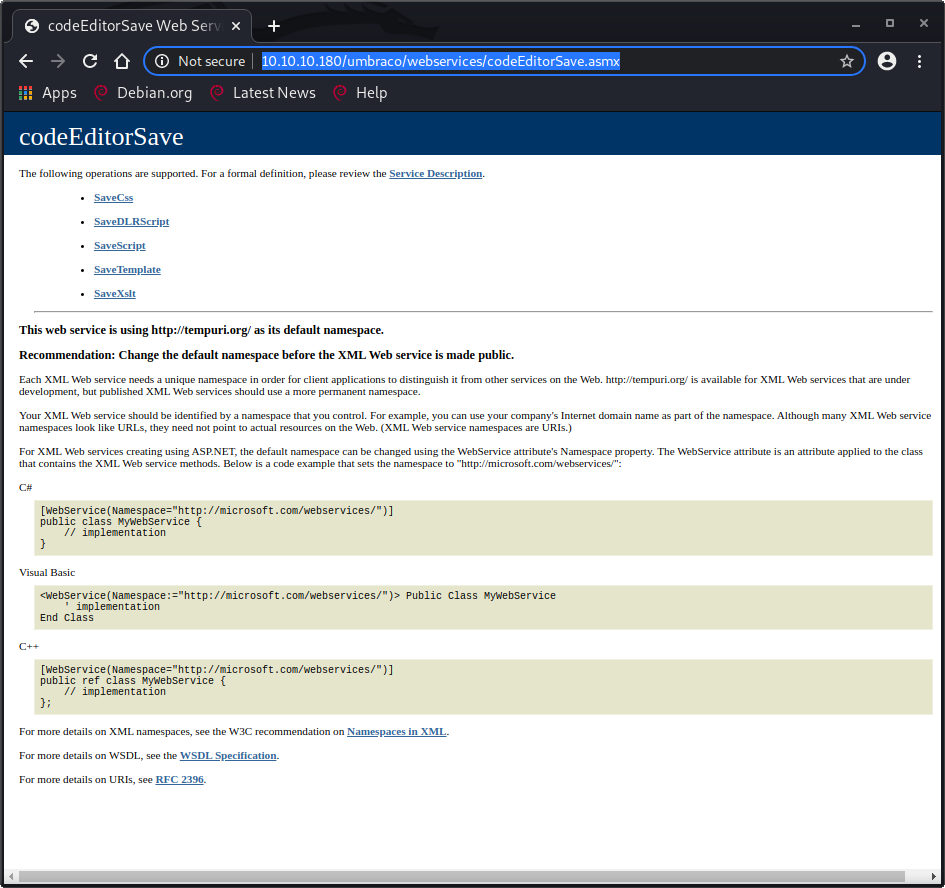 codeEditorSave Web Serv
Not secure
10.10.10.180/umbraco/webservices/codeEditorSave.asmx
Apps
Debian.org
Latest News
Help
codeEditorSave
The following operations are supported. For a formal definition, please review the Service Description.
SaveCss
SaveDLRScript
SaveScript
SaveTemplate
SaveXslt
This web service is using http://tempuri.org/ as its default namespace.
Recommendation: Change the default namespace before the XML Web service is made public.
Each XML Web service needs a unique namespace in order for client applications to distinguish it from other services on the Web. http://tempuri.org/ is available for XML Web services that are under
development, but published XML Web services should use a more permanent namespace.
Your XML Web service should be identified by a namespace that you control. For example, you can use your company's Internet domain name as part of the namespace. Although many XML Web service
namespaces look like URLs, they need not point to actual resources on the Web. (XML Web service namespaces are URIs.)
For XML Web services creating using ASP.NET, the default namespace can be changed using the WebService attribute's Namespace property. The WebService attribute is an attribute applied to the class
that contains the XML Web service methods. Below is a code example that sets the namespace to "http://microsoft.com/webservices/":
C#
[WebService(Namespace="http://microsoft.com/webservices/")]
public class MyWebService {
    // implementation
}
Visual Basic
<WebService(Namespace:="http://microsoft.com/webservices/")> Public Class MyWebService
    ' implementation
End Class
C++
[WebService(Namespace="http://microsoft.com/webservices/")]
public ref class MyWebService {
    // implementation
};
For more details on XML namespaces, see the W3C recommendation on Namespaces in XML.
For more details on WSDL, see the WSDL Specification.
For more details on URIs, see RFC 2396.